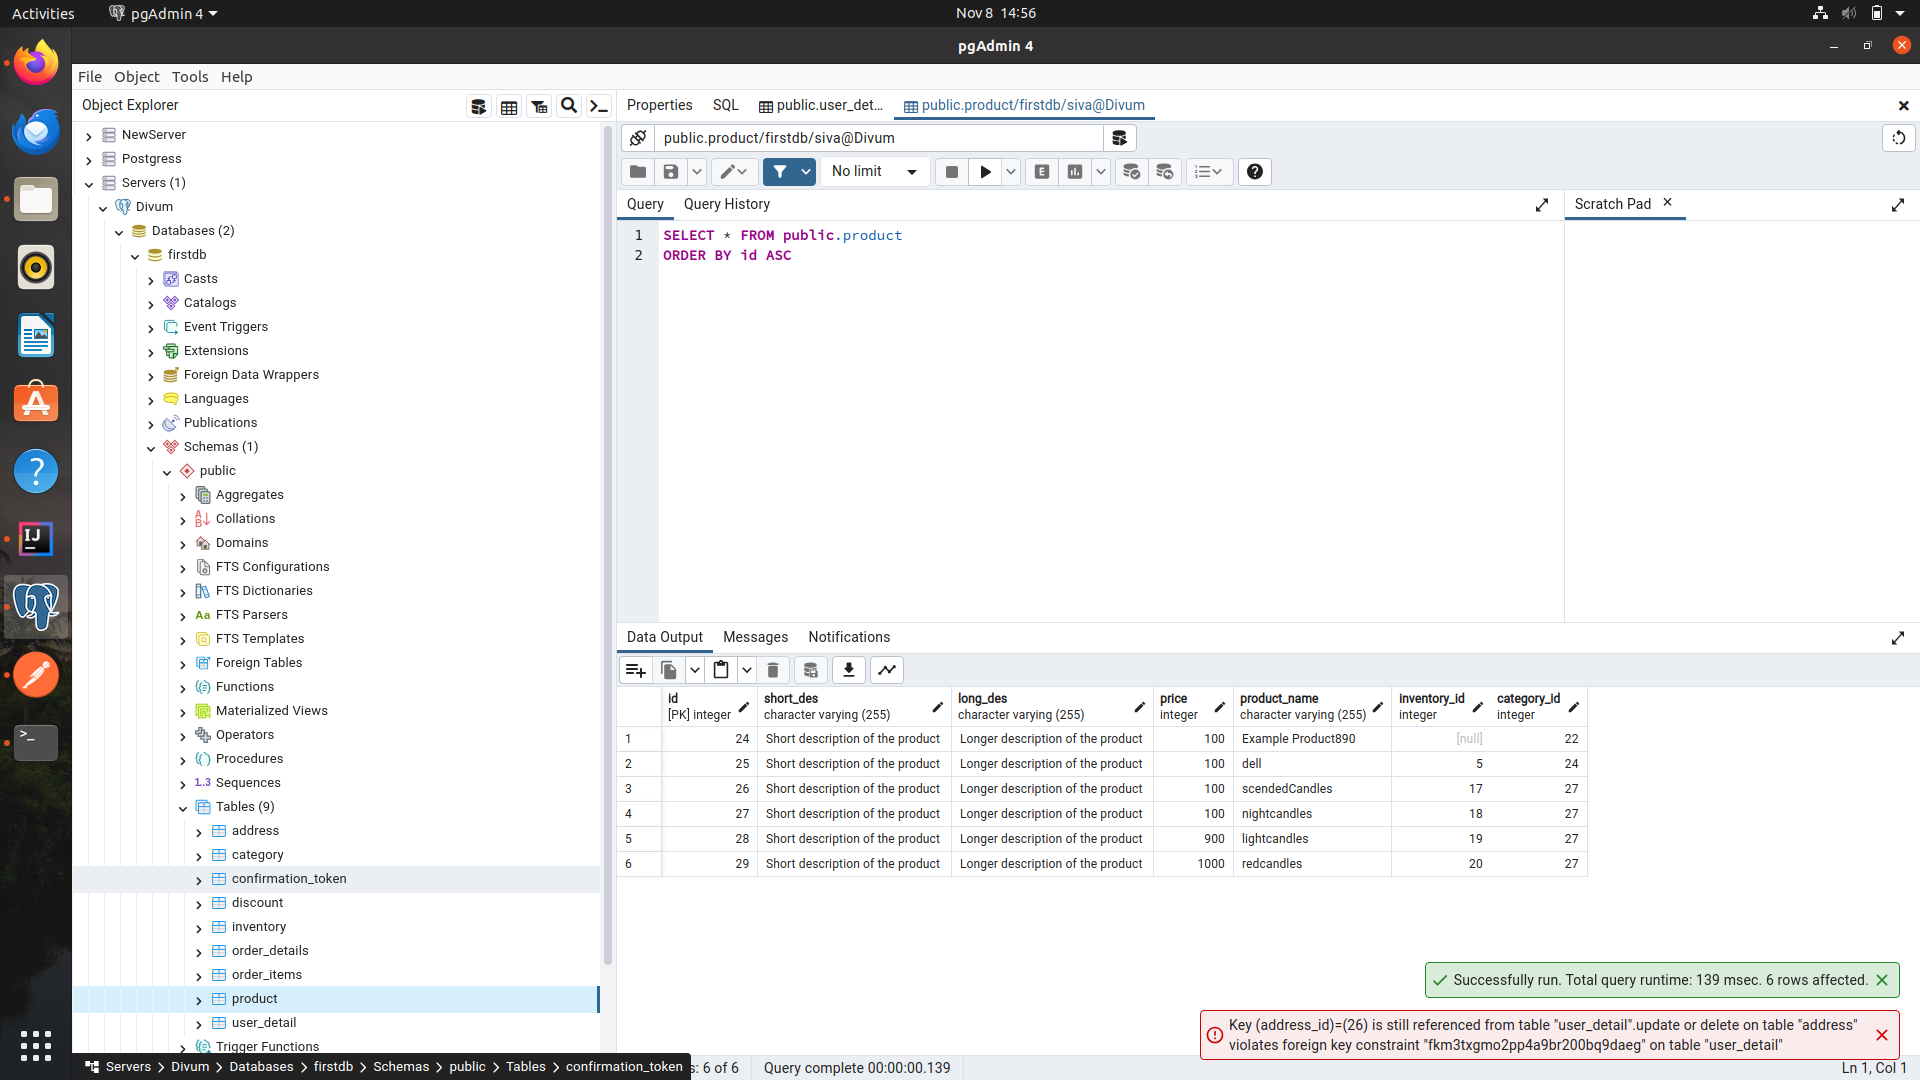 Activities
pgAdmin 4
Nov 8 14:56
pgAdmin 4
File Object Tools Help
Object Explorer
NewServer
Postgress
Servers (1)
Divum
Databases (2)
firstdb
Casts
Catalogs
Event Triggers
Extensions
Foreign Data Wrappers
Languages
Publications
Schemas (1)
public
Aggregates
Collations
Domains
FTS Configurations
FTS Dictionaries
Aa FTS Parsers
FTS Templates
Foreign Tables
Functions
Materialized Views
Operators
Procedures
1..3 Sequences
Tables (9)
address
category
confirmation_token
discount
inventory
order_details
order_items
product
user_detail
Trigger Functions
Servers > Divum > Databases > firstdb > Schemas > public > Tables > confirmation_token
Properties SQL public.user_det... public.product/firstdb/siva@Divum
public.product/firstdb/siva@Divum
No limit
E
Query Query History
1 SELECT * FROM public.product
2 ORDER BY id ASC
Scratch Pad
Data Output Messages Notifications
id short_des long_des price product_name inventory_id category_id
[PK] integer character varying (255) character varying (255) integer character varying (255) integer integer
1 24 Short description of the product Longer description of the product 100 Example Product890 [null] 22
2 25 Short description of the product Longer description of the product 100 dell 5 24
3 26 Short description of the product Longer description of the product 100 scendedCandles 17 27
4 27 Short description of the product Longer description of the product 100 nightcandles 18 27
5 28 Short description of the product Longer description of the product 900 lightcandles 19 27
6 29 Short description of the product Longer description of the product 1000 redcandles 20 27
Successfully run. Total query runtime: 139 msec. 6 rows affected.
Key (address_id)=(26) is still referenced from table "user_detail".update or delete on table "address"
violates foreign key constraint "fkm3txgmo2pp4a9br200bq9daeg" on table "user_detail"
s: 6 of 6
Query complete 00:00:00.139
Ln 1, Col 1
IJ
>_